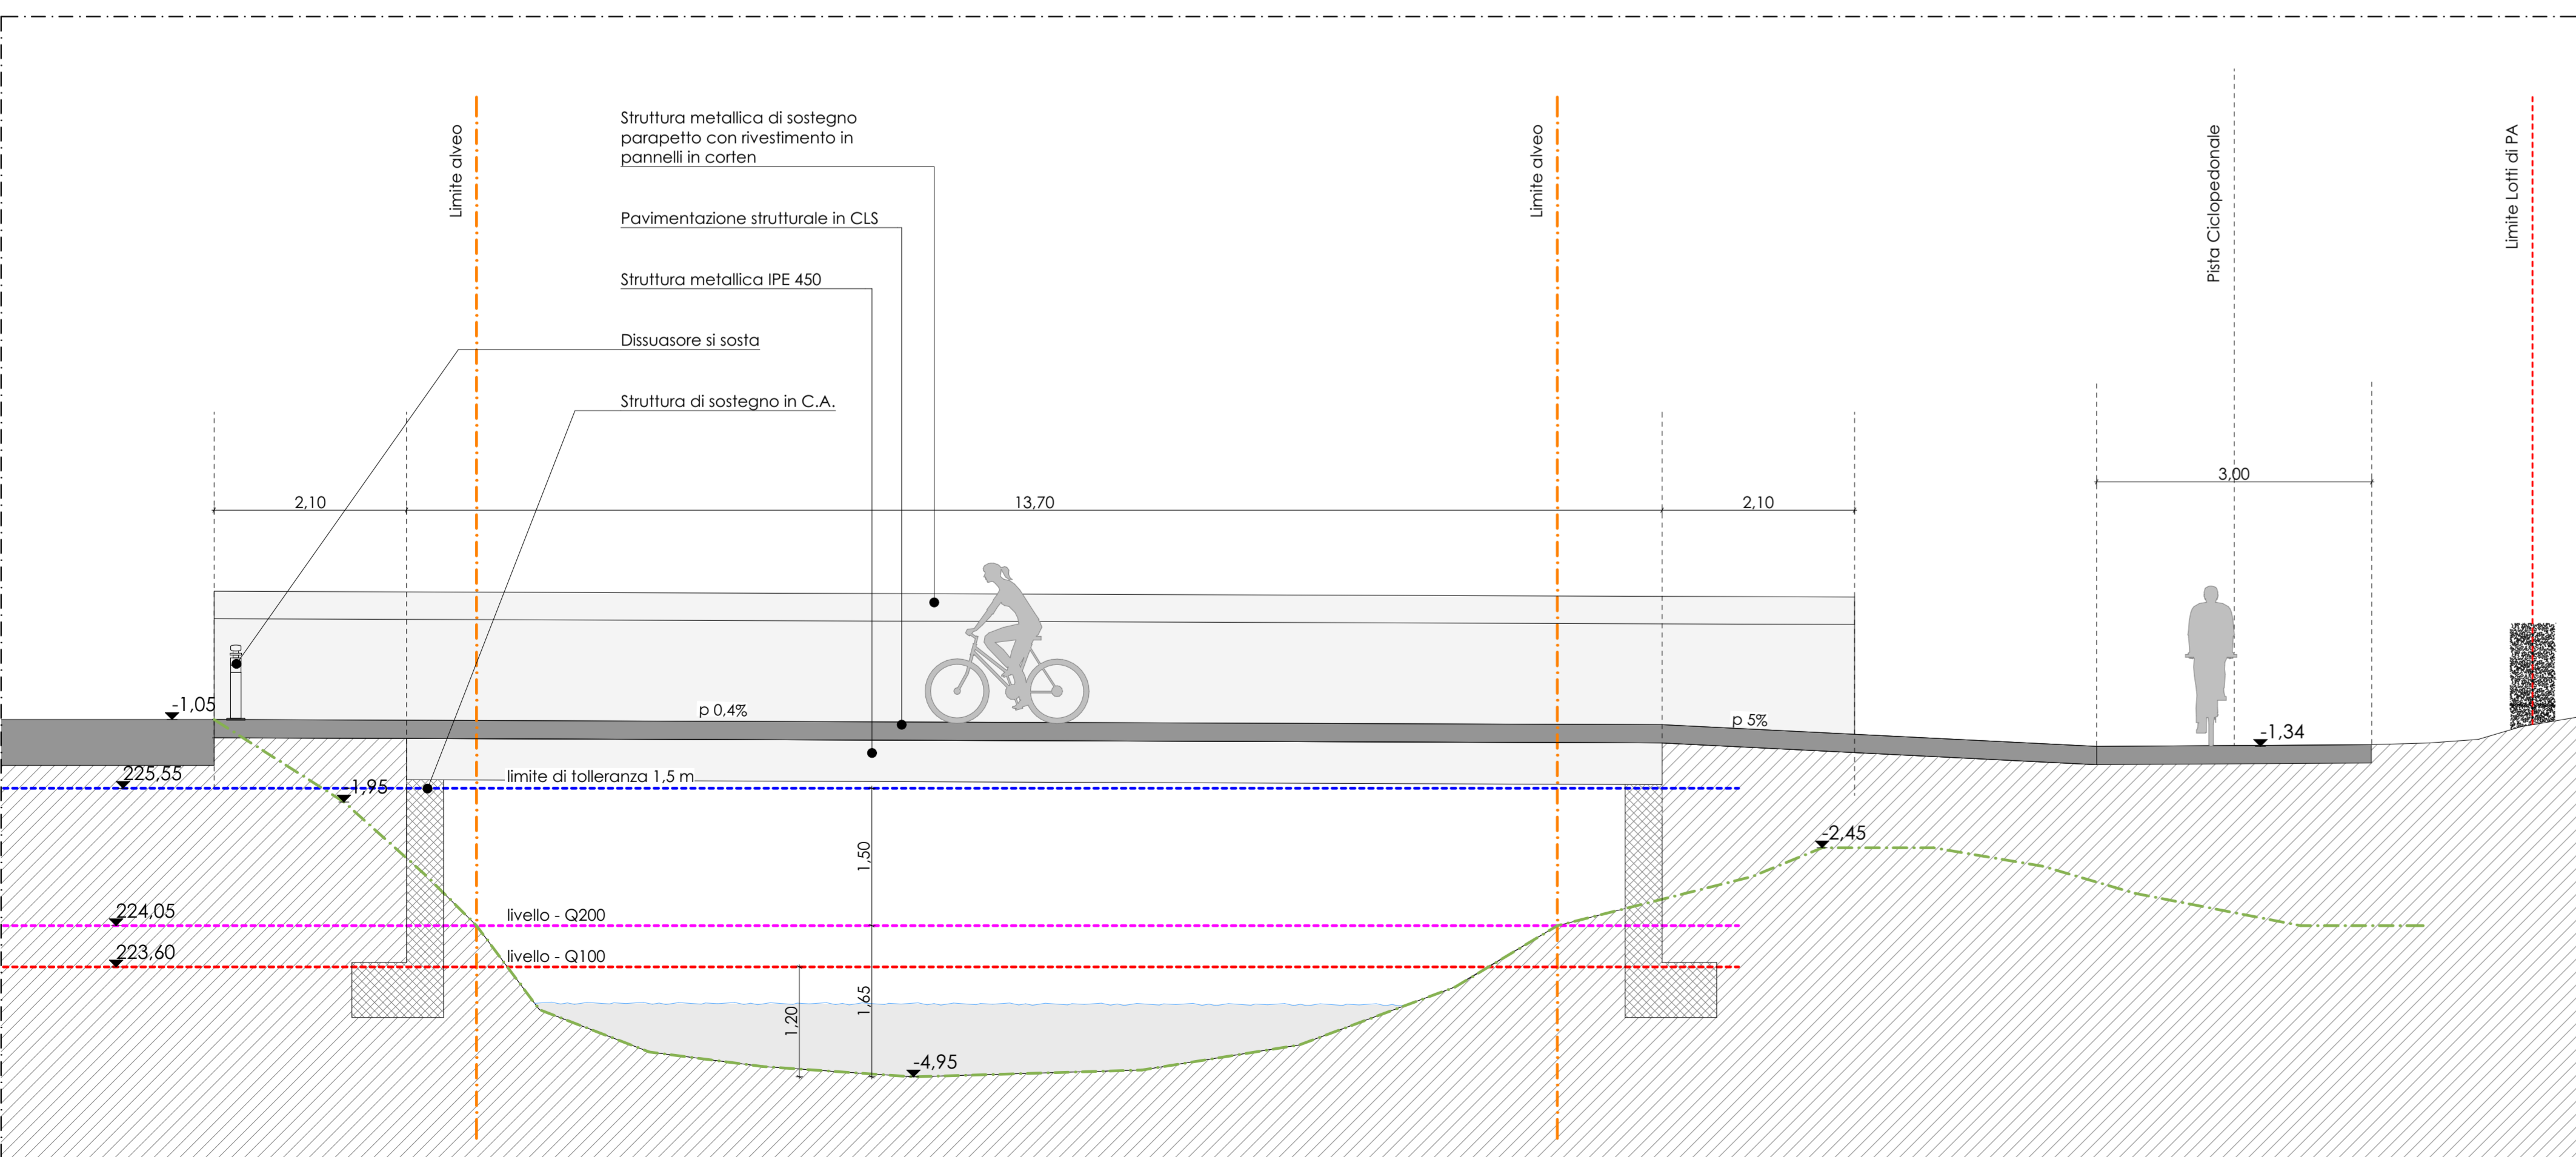 Limite alveo
Struttura metallica di sostegno
parapetto con rivestimento in
pannelli in corten
Pavimentazione strutturale in CLS
Struttura metallica IPE 450
Dissuasore si sosta
Struttura di sostegno in C.A.
Limite alveo
Pista Ciclopedonale
Limite Lotti di PA
2,10
13,70
2,10
3,00
-1,05
p 0,4%
p 5%
-1,34
225,55
-1,95
limite di tolleranza 1,5 m
1,50
-2,45
224,05
livello - Q200
223,60
livello - Q100
1,20
1,65
-4,95